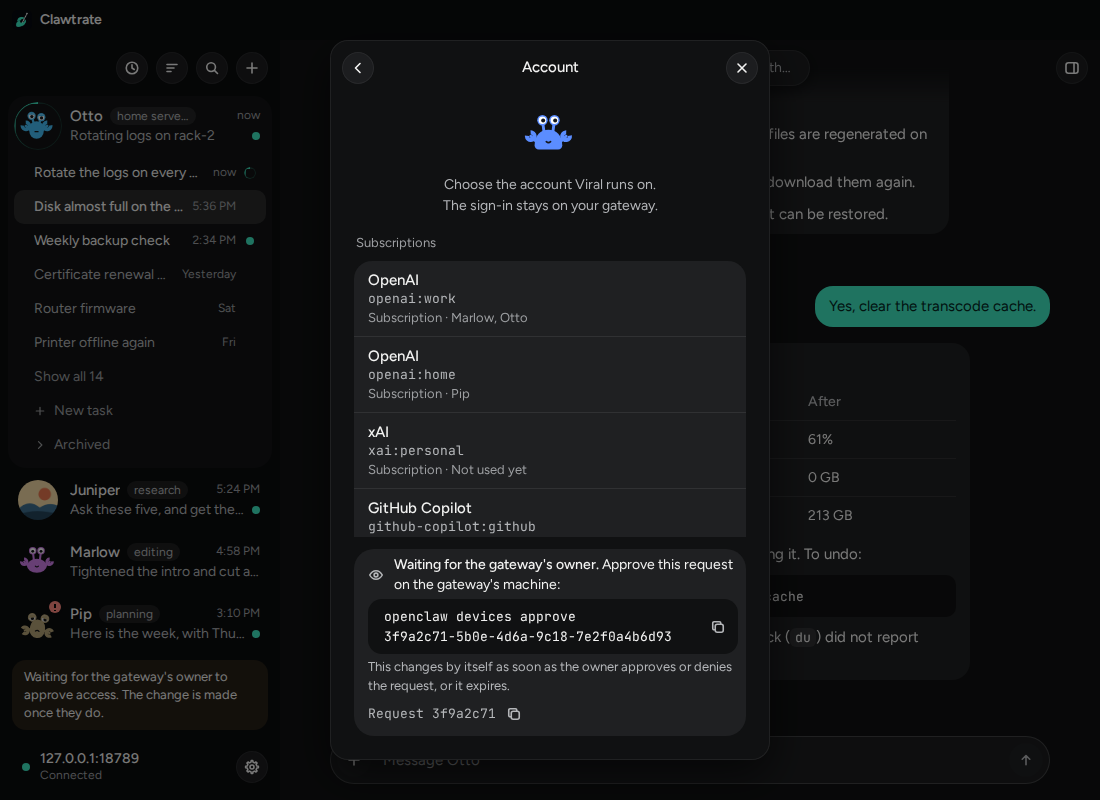 Clawtrate
Otto
home serve...
now
Rotating logs on rack-2
Rotate the logs on every ...
now
Disk almost full on the ...
5:36 PM
Weekly backup check
2:34 PM
Certificate renewal ...
Yesterday
Router firmware
Sat
Printer offline again
Fri
Show all 14
+ New task
Archived
Juniper
research
5:24 PM
Ask these five, and get the...
Marlow
editing
4:58 PM
Tightened the intro and cut a...
Pip
planning
3:10 PM
Here is the week, with Thu...
Waiting for the gateway's owner to
approve access. The change is made
once they do.
127.0.0.1:18789
Connected
Account
Choose the account Viral runs on.
The sign-in stays on your gateway.
Subscriptions
OpenAI
openai:work
Subscription · Marlow, Otto
OpenAI
openai:home
Subscription · Pip
xAI
xai:personal
Subscription · Not used yet
GitHub Copilot
github-copilot:github
Waiting for the gateway's owner. Approve this request
on the gateway's machine:
openclaw devices approve
3f9a2c71-5b0e-4d6a-9c18-7e2f0a4b6d93
This changes by itself as soon as the owner approves or denies
the request, or it expires.
Request 3f9a2c71
th...
files are regenerated on
download them again.
t can be restored.
Yes, clear the transcode cache.
After
61%
0 GB
213 GB
ng it. To undo:
cache
ck (du) did not report
Message Otto